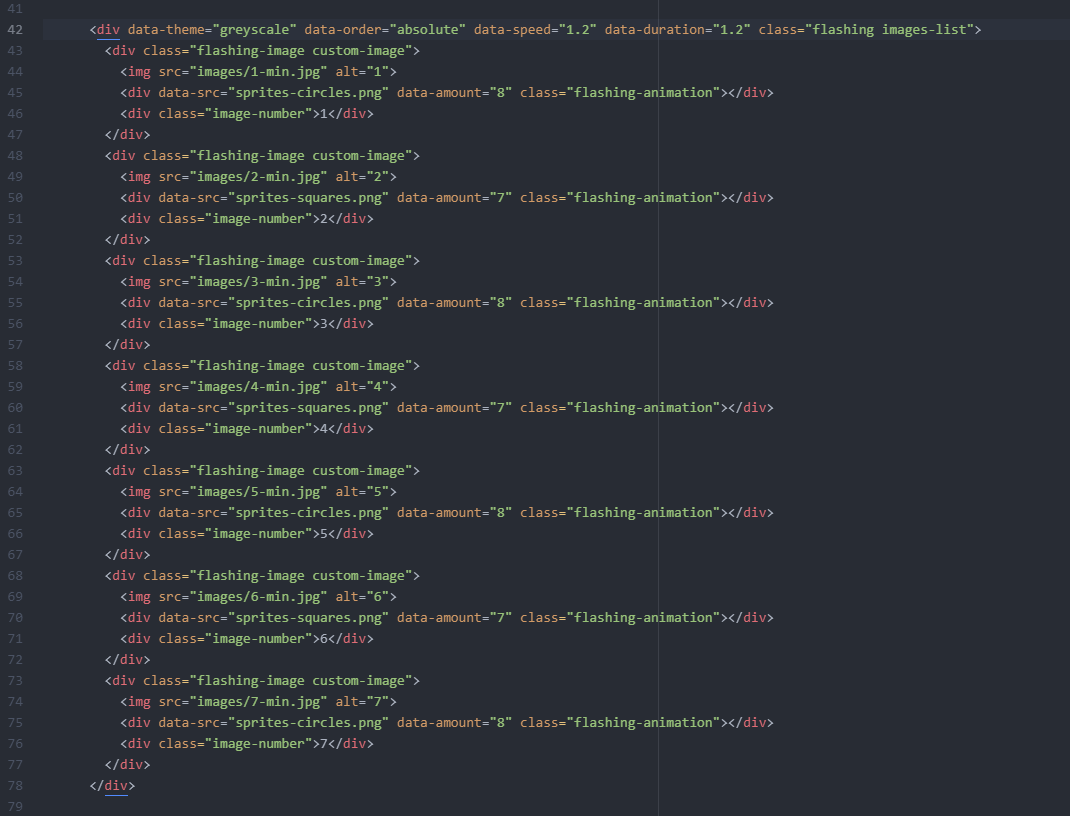 41
42 <div data-theme="greyscale" data-order="absolute" data-speed="1.2" data-duration="1.2" class="flashing images-list">
43 <div class="flashing-image custom-image">
44 <img src="images/1-min.jpg" alt="1">
45 <div data-src="sprites-circles.png" data-amount="8" class="flashing-animation"></div>
46 <div class="image-number">1</div>
47 </div>
48 <div class="flashing-image custom-image">
49 <img src="images/2-min.jpg" alt="2">
50 <div data-src="sprites-squares.png" data-amount="7" class="flashing-animation"></div>
51 <div class="image-number">2</div>
52 </div>
53 <div class="flashing-image custom-image">
54 <img src="images/3-min.jpg" alt="3">
55 <div data-src="sprites-circles.png" data-amount="8" class="flashing-animation"></div>
56 <div class="image-number">3</div>
57 </div>
58 <div class="flashing-image custom-image">
59 <img src="images/4-min.jpg" alt="4">
60 <div data-src="sprites-squares.png" data-amount="7" class="flashing-animation"></div>
61 <div class="image-number">4</div>
62 </div>
63 <div class="flashing-image custom-image">
64 <img src="images/5-min.jpg" alt="5">
65 <div data-src="sprites-circles.png" data-amount="8" class="flashing-animation"></div>
66 <div class="image-number">5</div>
67 </div>
68 <div class="flashing-image custom-image">
69 <img src="images/6-min.jpg" alt="6">
70 <div data-src="sprites-squares.png" data-amount="7" class="flashing-animation"></div>
71 <div class="image-number">6</div>
72 </div>
73 <div class="flashing-image custom-image">
74 <img src="images/7-min.jpg" alt="7">
75 <div data-src="sprites-circles.png" data-amount="8" class="flashing-animation"></div>
76 <div class="image-number">7</div>
77 </div>
78 </div>
79